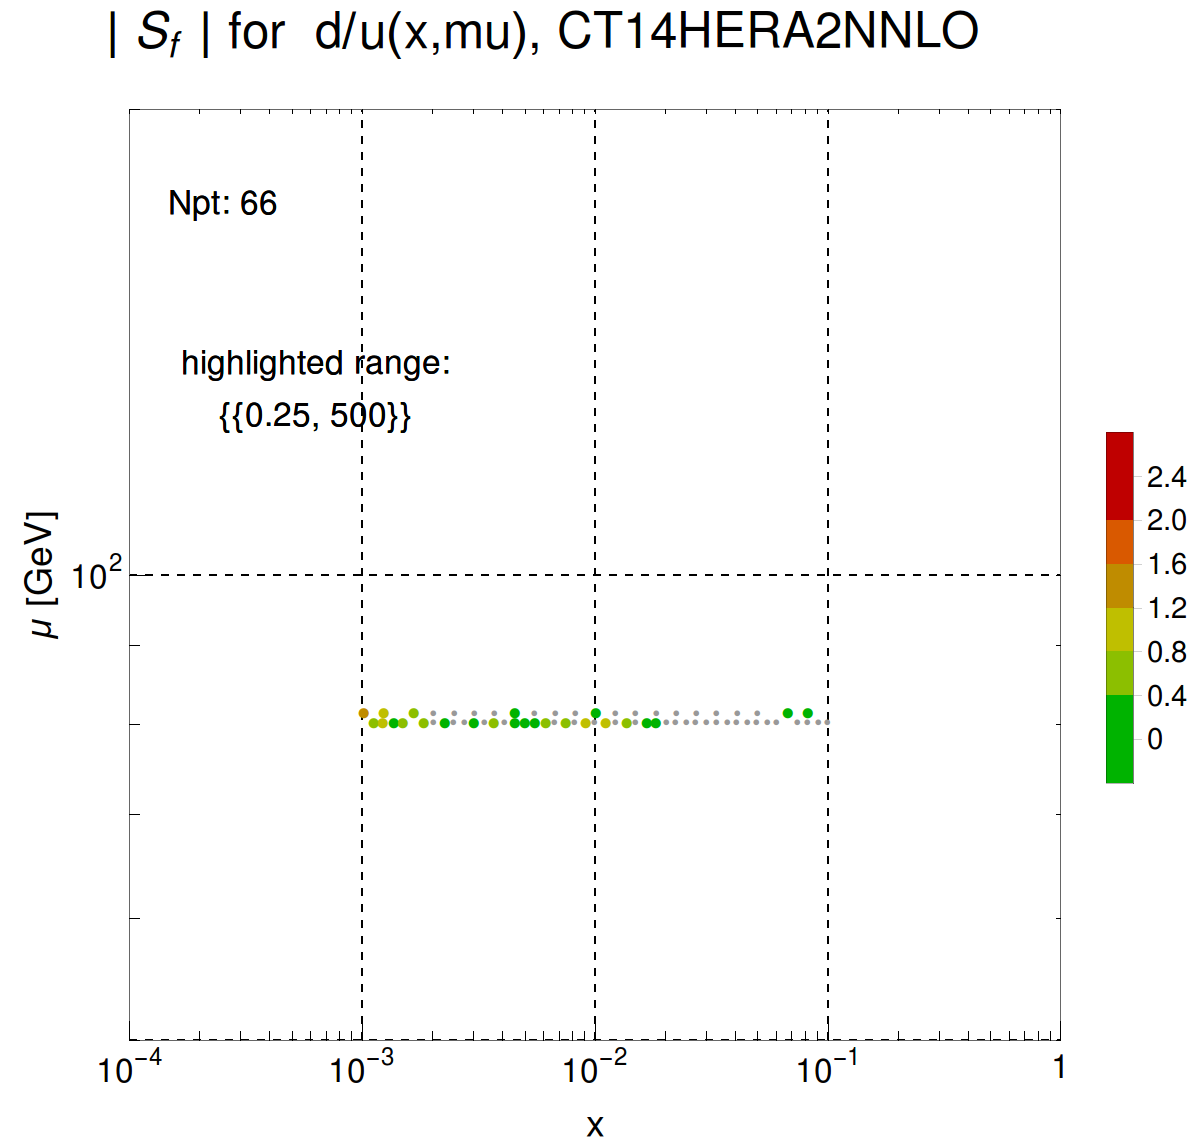 | S_f | for d/u(x,mu), CT14HERA2NNLO
Npt: 66
highlighted range:
{{0.25, 500}}
μ [GeV]
10^2
2.4
2.0
1.6
1.2
0.8
0.4
0
10^−4
10^−3
10^−2
10^−1
1
x